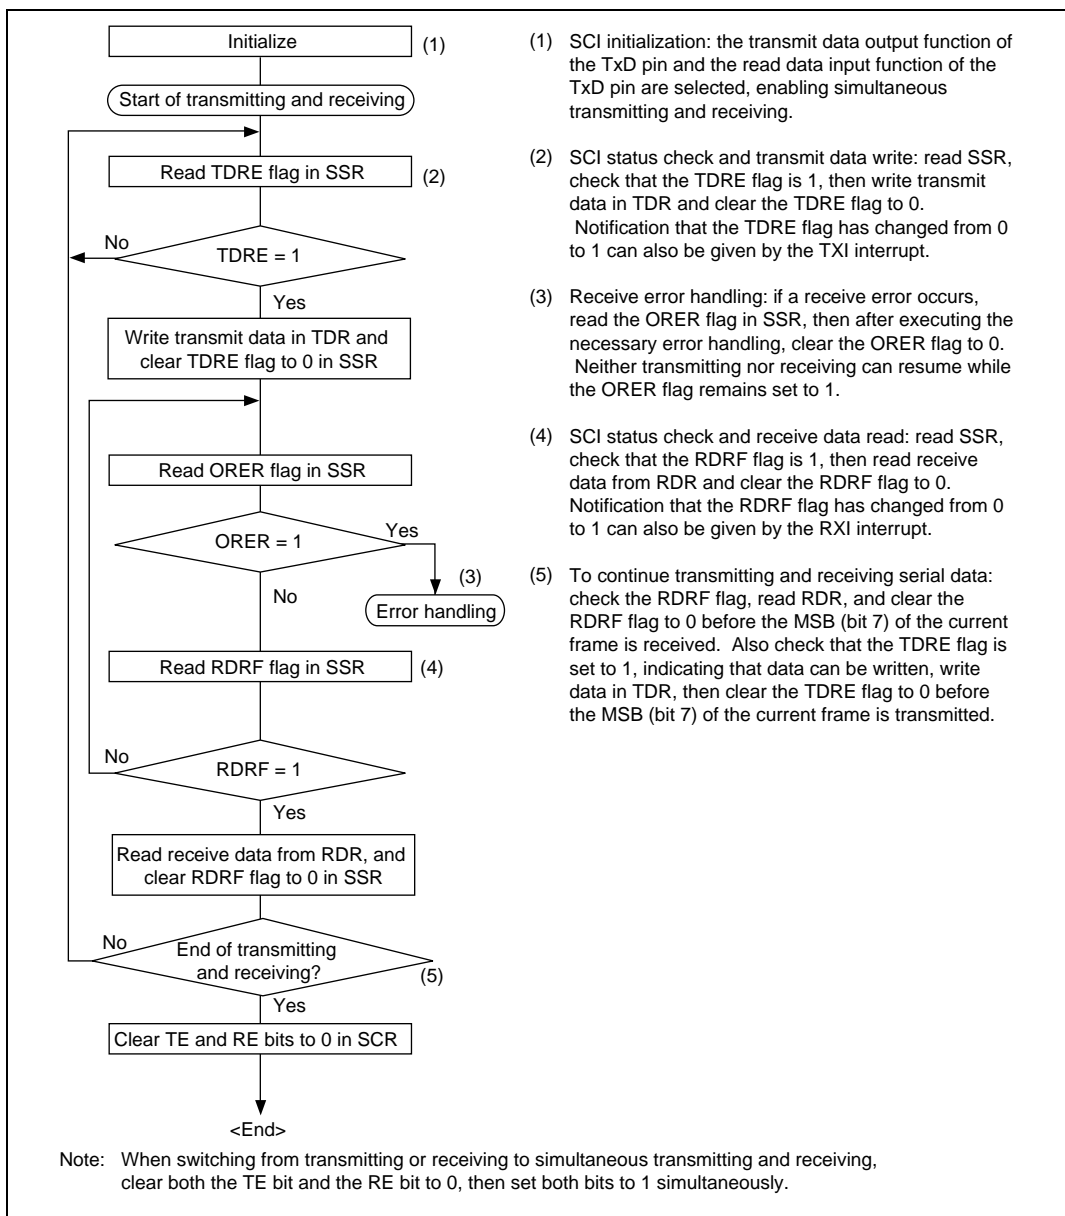 Initialize
(1)
Start of transmitting and receiving
Read TDRE flag in SSR
(2)
No
TDRE = 1
Yes
Write transmit data in TDR and
clear TDRE flag to 0 in SSR
Read ORER flag in SSR
Yes
ORER = 1
(3)
No
Error handling
Read RDRF flag in SSR
(4)
No
RDRF = 1
Yes
Read receive data from RDR, and
clear RDRF flag to 0 in SSR
No
End of transmitting
and receiving?
(5)
Yes
Clear TE and RE bits to 0 in SCR
<End>
(1) SCI initialization: the transmit data output function of
the TxD pin and the read data input function of the
TxD pin are selected, enabling simultaneous
transmitting and receiving.
(2) SCI status check and transmit data write: read SSR,
check that the TDRE flag is 1, then write transmit
data in TDR and clear the TDRE flag to 0.
Notification that the TDRE flag has changed from 0
to 1 can also be given by the TXI interrupt.
(3) Receive error handling: if a receive error occurs,
read the ORER flag in SSR, then after executing the
necessary error handling, clear the ORER flag to 0.
Neither transmitting nor receiving can resume while
the ORER flag remains set to 1.
(4) SCI status check and receive data read: read SSR,
check that the RDRF flag is 1, then read receive
data from RDR and clear the RDRF flag to 0.
Notification that the RDRF flag has changed from 0
to 1 can also be given by the RXI interrupt.
(5) To continue transmitting and receiving serial data:
check the RDRF flag, read RDR, and clear the
RDRF flag to 0 before the MSB (bit 7) of the current
frame is received. Also check that the TDRE flag is
set to 1, indicating that data can be written, write
data in TDR, then clear the TDRE flag to 0 before
the MSB (bit 7) of the current frame is transmitted.
Note: When switching from transmitting or receiving to simultaneous transmitting and receiving,
clear both the TE bit and the RE bit to 0, then set both bits to 1 simultaneously.